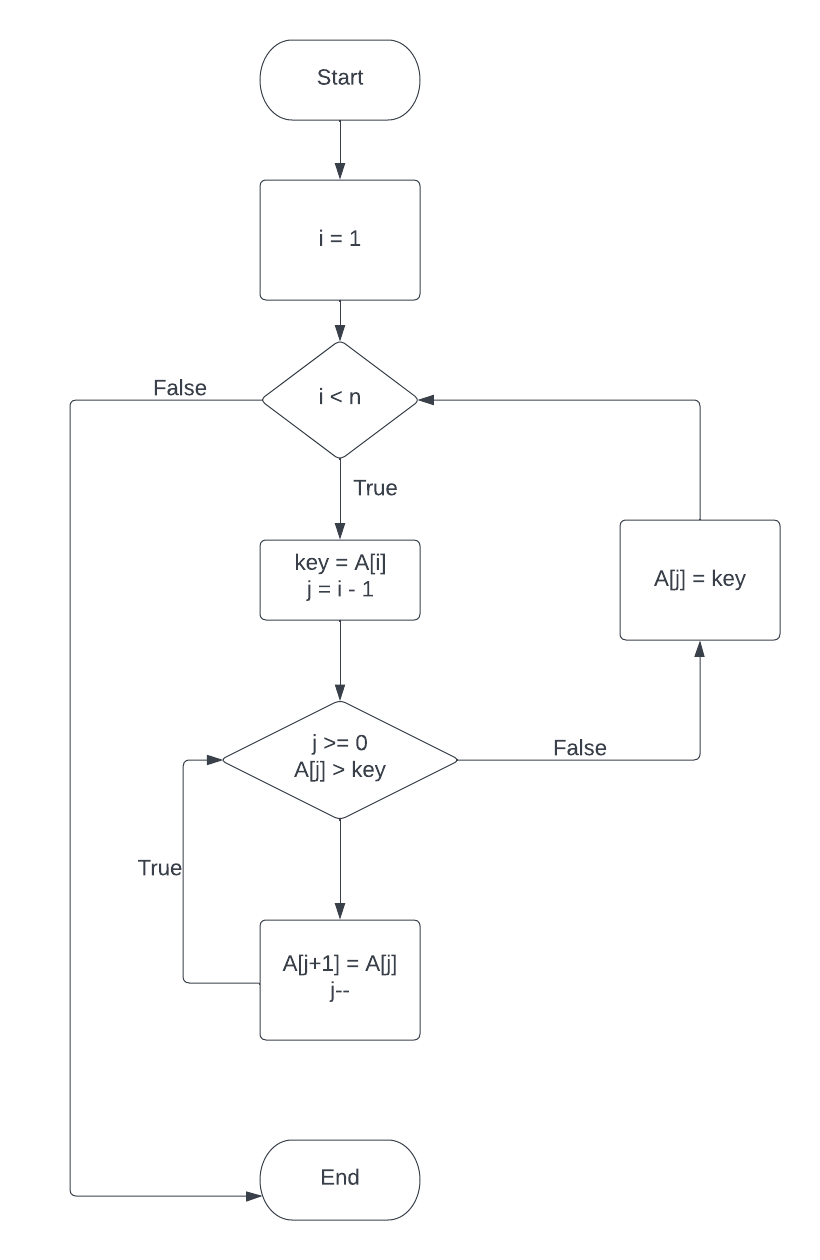 Start
i = 1
False
i < n
True
key = A[i]
j = i - 1
A[j] = key
j >= 0
A[j] > key
False
True
A[j+1] = A[j]
j--
End